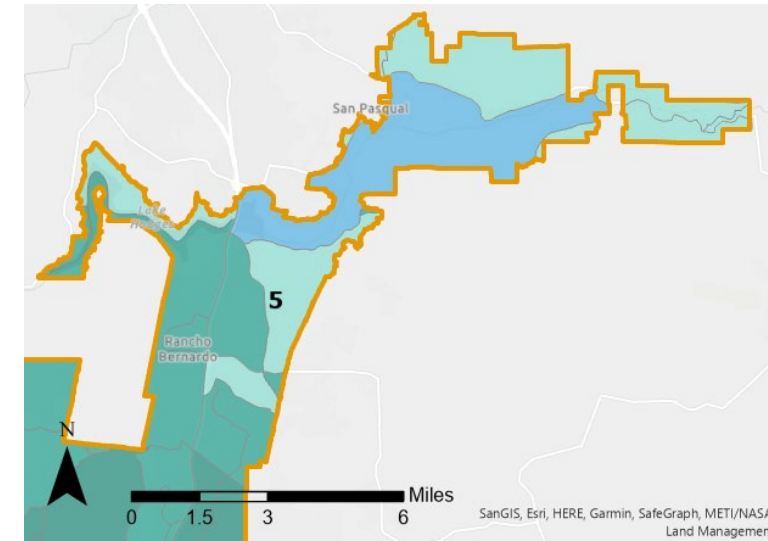 San Pasqual
Lake
Hodges
5
Rancho
Bernardo
N
Miles
0 1.5 3 6
SanGIS, Esri, HERE, Garmin, SafeGraph, METI/NASA
Land Managemen